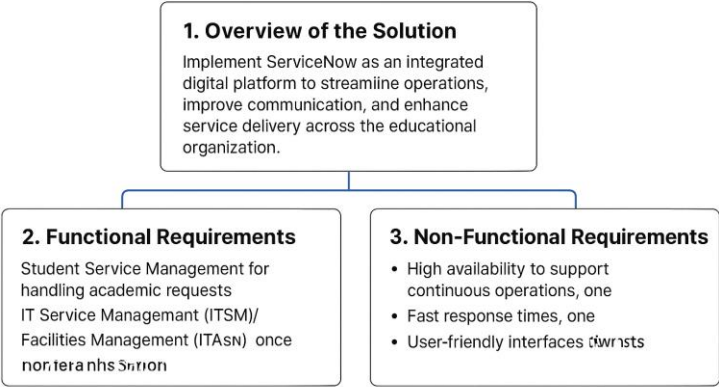 1. Overview of the Solution
Implement ServiceNow as an integrated
digital platform to streamiine operations,
improve communication, and enhance
service delivery across the educational
organization.
2. Functional Requirements
Student Service Management for
handling academic requests
IT Service Managemant (ITSM)/
Facilities Management (ITASN) once
3. Non-Functional Requirements
• High availability to support
continuous operations, one
• Fast response times, one
• User-friendly interfaces